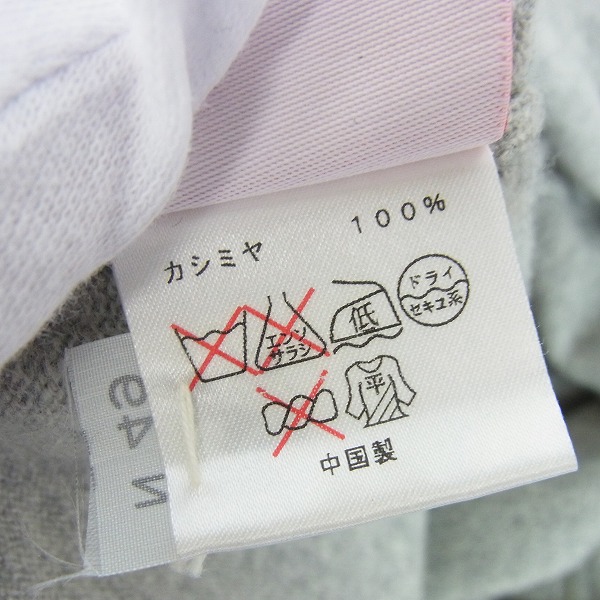 カシミヤ 100%
エンソ
サラシ
低
ドライ
セキユ系
平
中国製